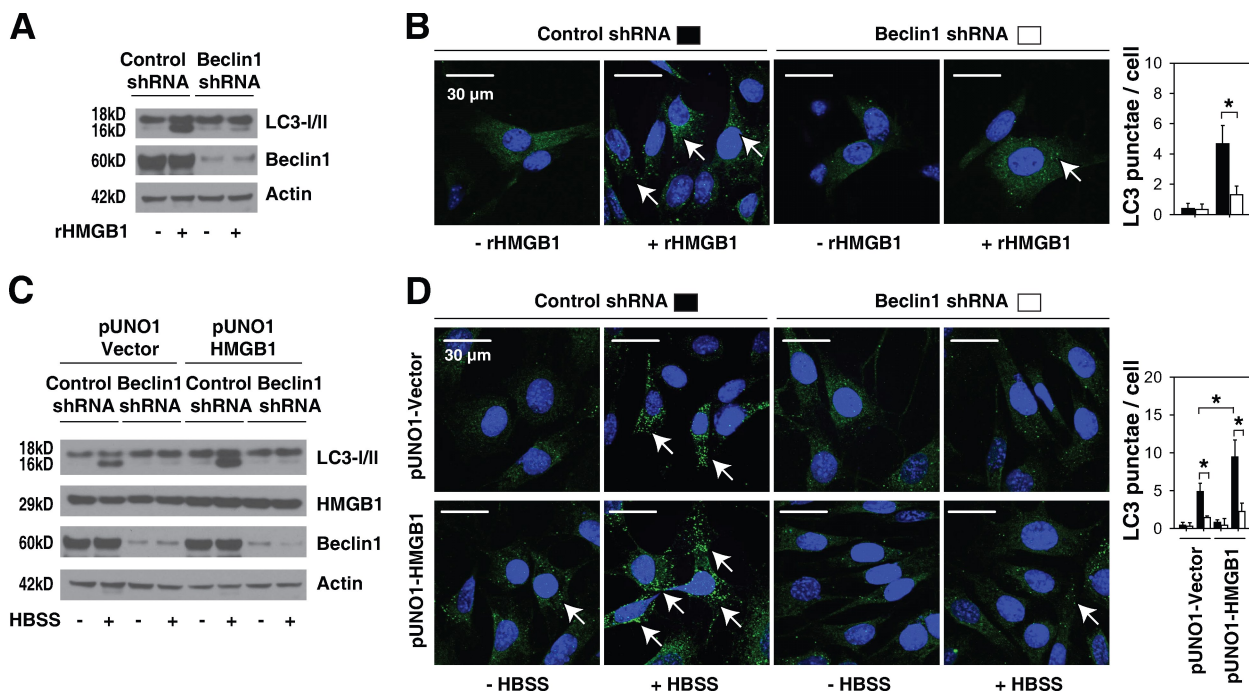 A
Control Beclin1
shRNA shRNA
18kD
16kD
LC3-I/II
60kD
Beclin1
42kD
Actin
rHMGB1 - + - +
B
Control shRNA
Beclin1 shRNA
30 µm
- rHMGB1
+ rHMGB1
- rHMGB1
+ rHMGB1
LC3 punctae / cell
10
8
6
4
2
0
*
C
pUNO1 pUNO1
Vector HMGB1
Control Beclin1 Control Beclin1
shRNA shRNA shRNA shRNA
18kD
16kD
LC3-I/II
29kD
HMGB1
60kD
Beclin1
42kD
Actin
HBSS - + - + - + - +
D
Control shRNA
Beclin1 shRNA
pUNO1-Vector
30 µm
pUNO1-HMGB1
- HBSS
+ HBSS
- HBSS
+ HBSS
LC3 punctae / cell
20
15
10
5
0
*
*
*
pUNO1-Vector
pUNO1-HMGB1